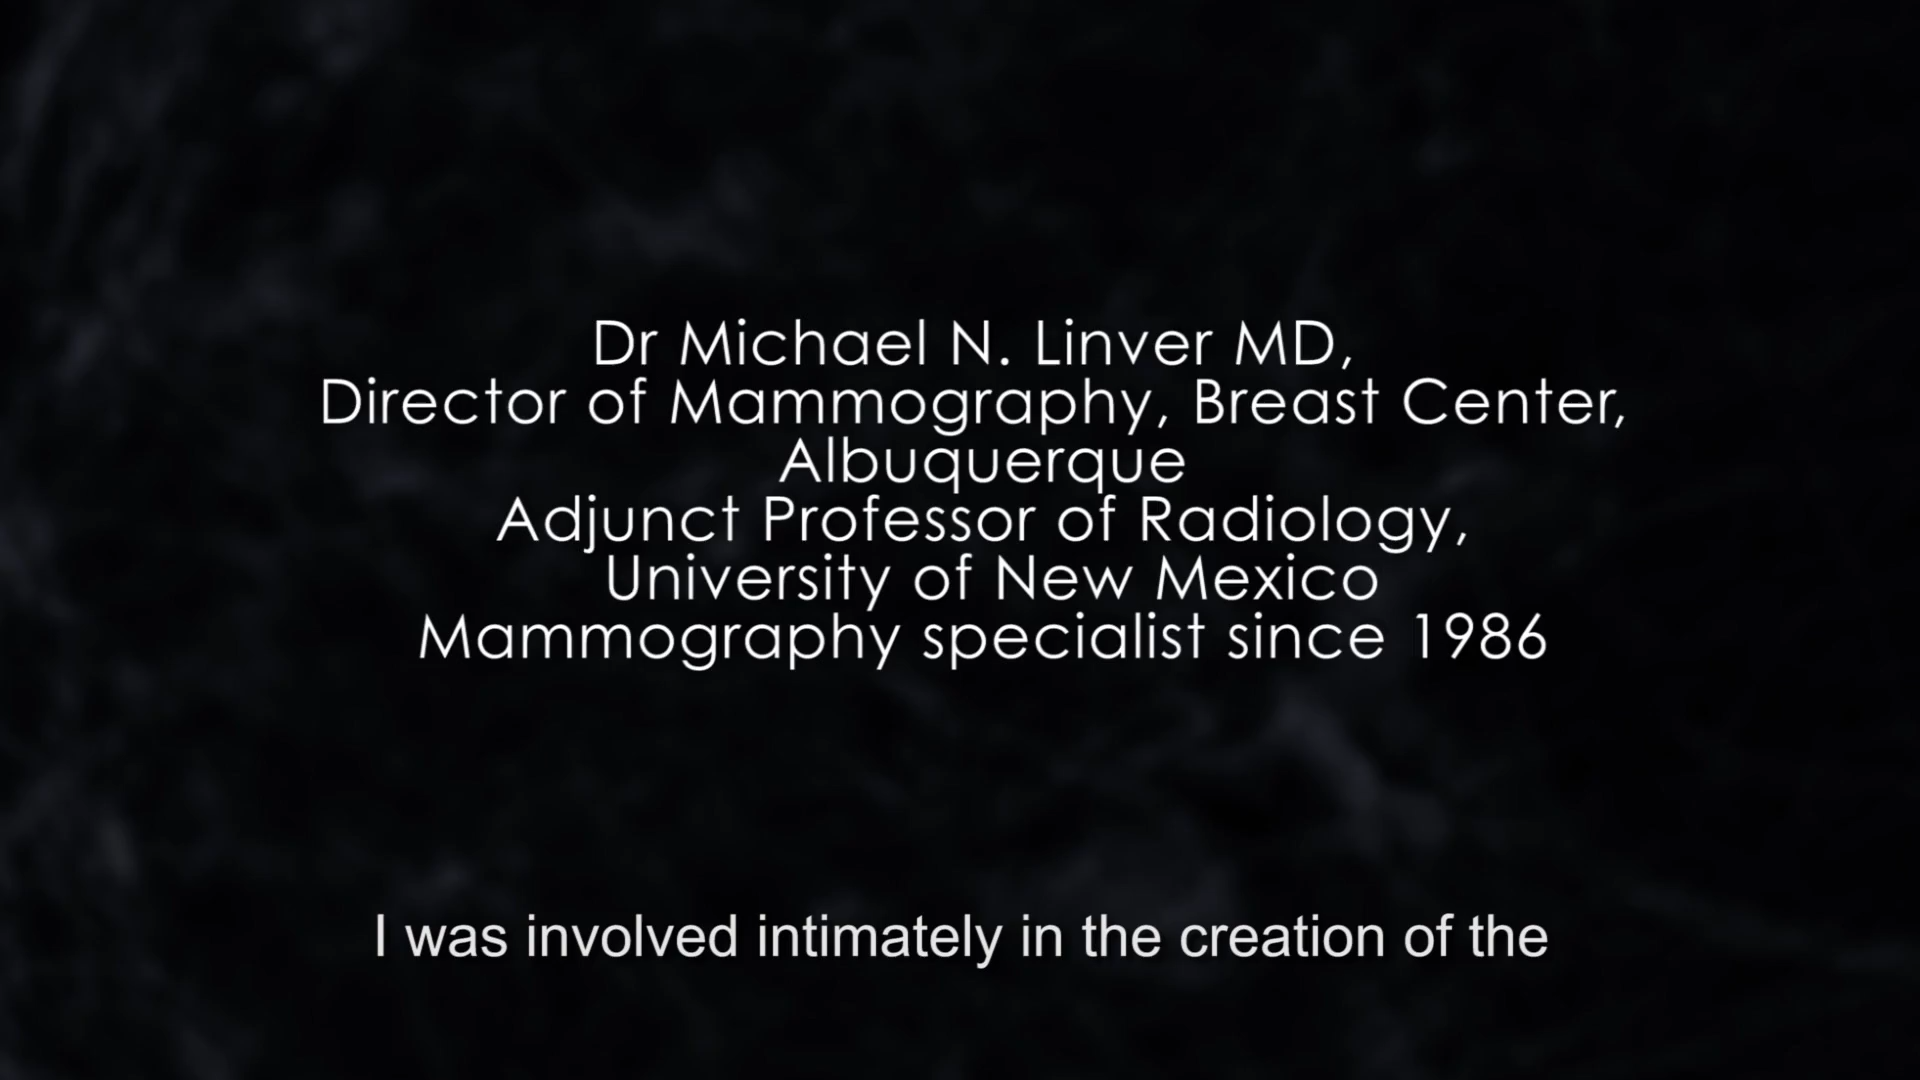 Dr Michael N. Linver MD,
Director of Mammography, Breast Center,
Albuquerque
Adjunct Professor of Radiology,
University of New Mexico
Mammography specialist since 1986
I was involved intimately in the creation of the